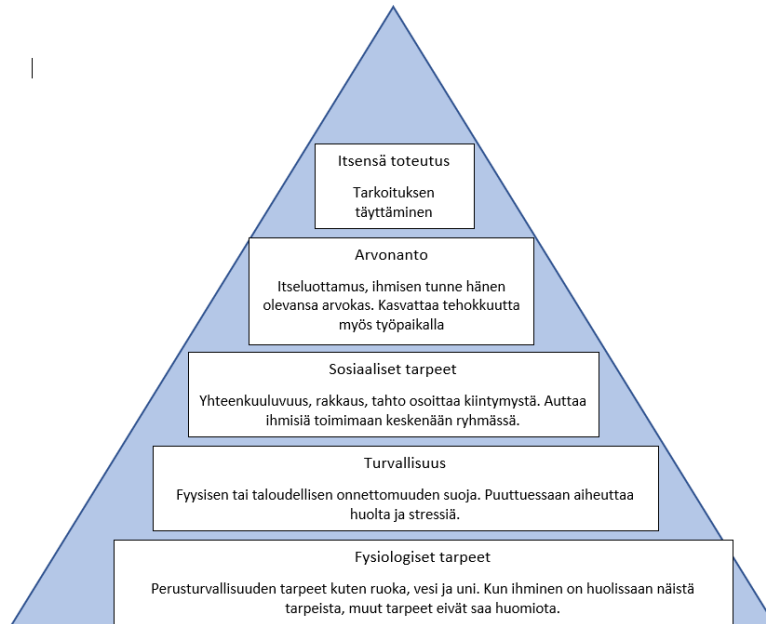 Itsensä toteutus
Tarkoituksen
täyttäminen
Arvonanto
Itseluottamus, ihmisen tunne hänen
olevansa arvokas. Kasvattaa tehokkuutta
myös työpaikalla
Sosiaaliset tarpeet
Yhteenkuuluvuus, rakkaus, tahto osoittaa kiintymystä. Auttaa
ihmisiä toimimaan keskenään ryhmässä.
Turvallisuus
Fyysisen tai taloudellisen onnettomuuden suoja. Puuttuessaan aiheuttaa
huolta ja stressiä.
Fysiologiset tarpeet
Perusturvallisuuden tarpeet kuten ruoka, vesi ja uni. Kun ihminen on huolissaan näistä
tarpeista, muut tarpeet eivät saa huomiota.